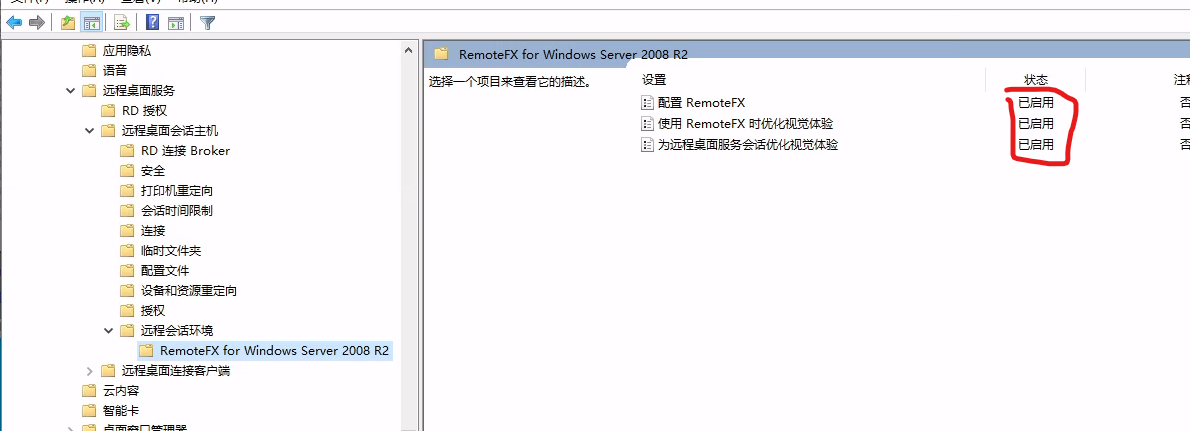 应用隐私
语音
远程桌面服务
RD 授权
远程桌面会话主机
RD 连接 Broker
安全
打印机重定向
会话时间限制
连接
临时文件夹
配置文件
设备和资源重定向
授权
远程会话环境
RemoteFX for Windows Server 2008 R2
远程桌面连接客户端
云内容
智能卡
桌面窗口管理器
RemoteFX for Windows Server 2008 R2
选择一个项目来查看它的描述。
设置 状态 注释
配置 RemoteFX 已启用 否
使用 RemoteFX 时优化视觉体验 已启用 否
为远程桌面服务会话优化视觉体验 已启用 否